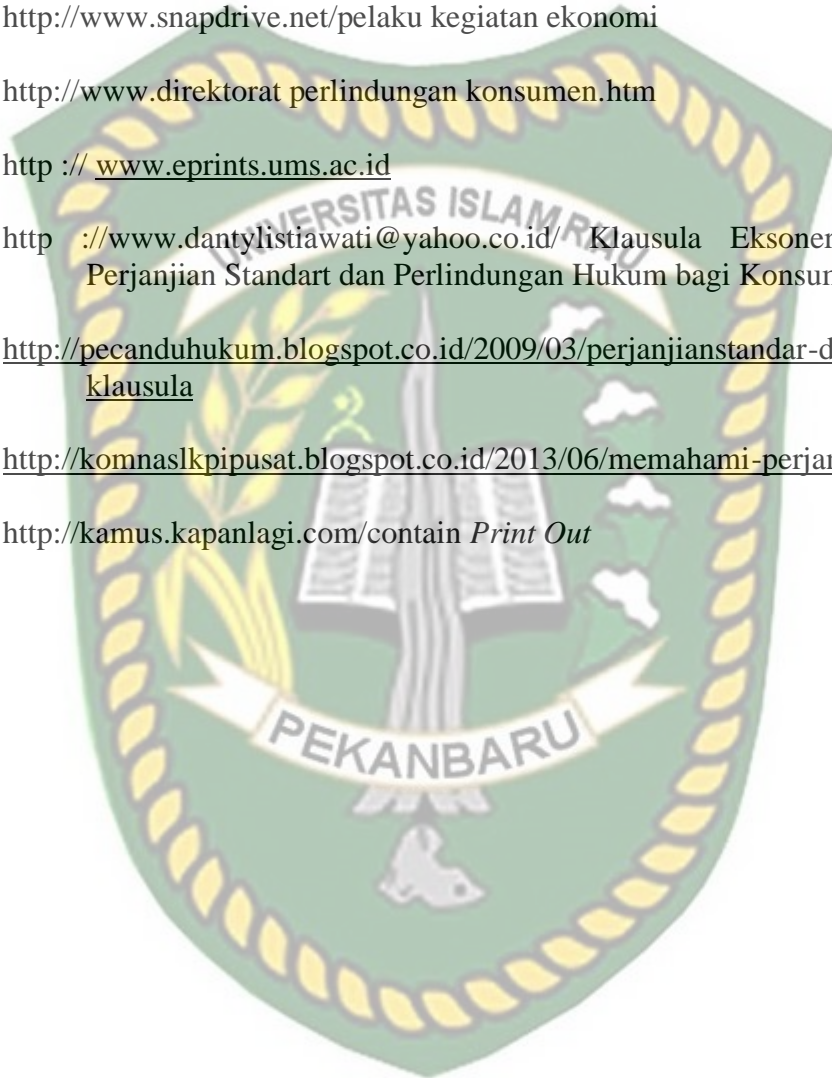 http://www.snapdrive.net/pelaku kegiatan ekonomi
http://www.direktorat perlindungan konsumen.htm
http :// www.eprints.ums.ac.id
UNIVERSITAS ISLAM RIAU
http ://www.dantylistiawati@yahoo.co.id/ Klausula Eksoner
Perjanjian Standart dan Perlindungan Hukum bagi Konsu
http://pecanduhukum.blogspot.co.id/2009/03/perjanjianstandar-d
klausula
http://komnaslkpipusat.blogspot.co.id/2013/06/memahami-perjan
http://kamus.kapanlagi.com/contain Print Out
PEKANBARU